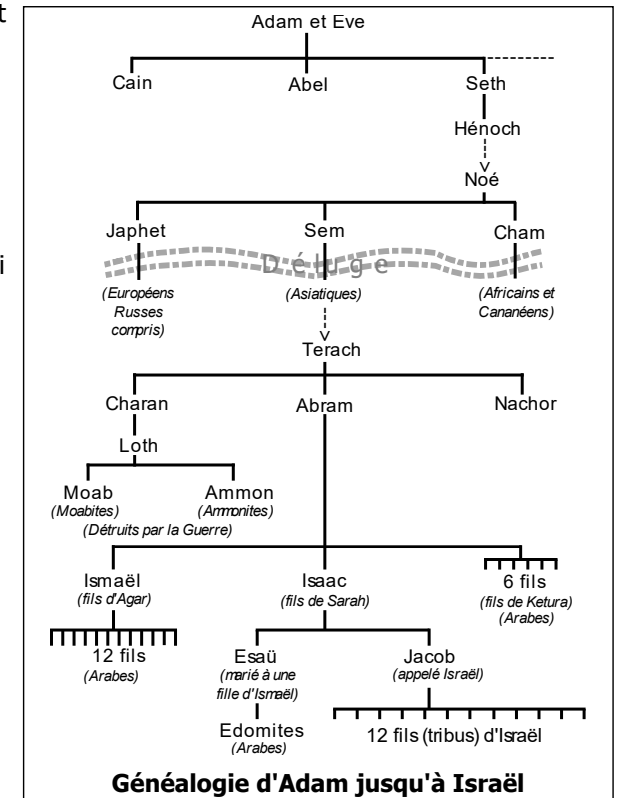 t
Adam et Eve
Cain Abel Seth
Hénoch
Noé
Japhet Sem Cham
i
Déluge
(Européens (Asiatiques) (Africains et
Russes Cananéens)
compris)
Terach
Charan Abram Nachor
Loth
Moab Ammon
(Moabites) (Ammonites)
(Détruits par la Guerre)
Ismaël Isaac 6 fils
(fils d'Agar) (fils de Sarah) (fils de Ketura)
(Arabes)
12 fils Esaü Jacob
(Arabes) (marié à une (appelé Israël)
fille d'Ismaël)
Edomites 12 fils (tribus) d'Israël
(Arabes)
Généalogie d'Adam jusqu'à Israël